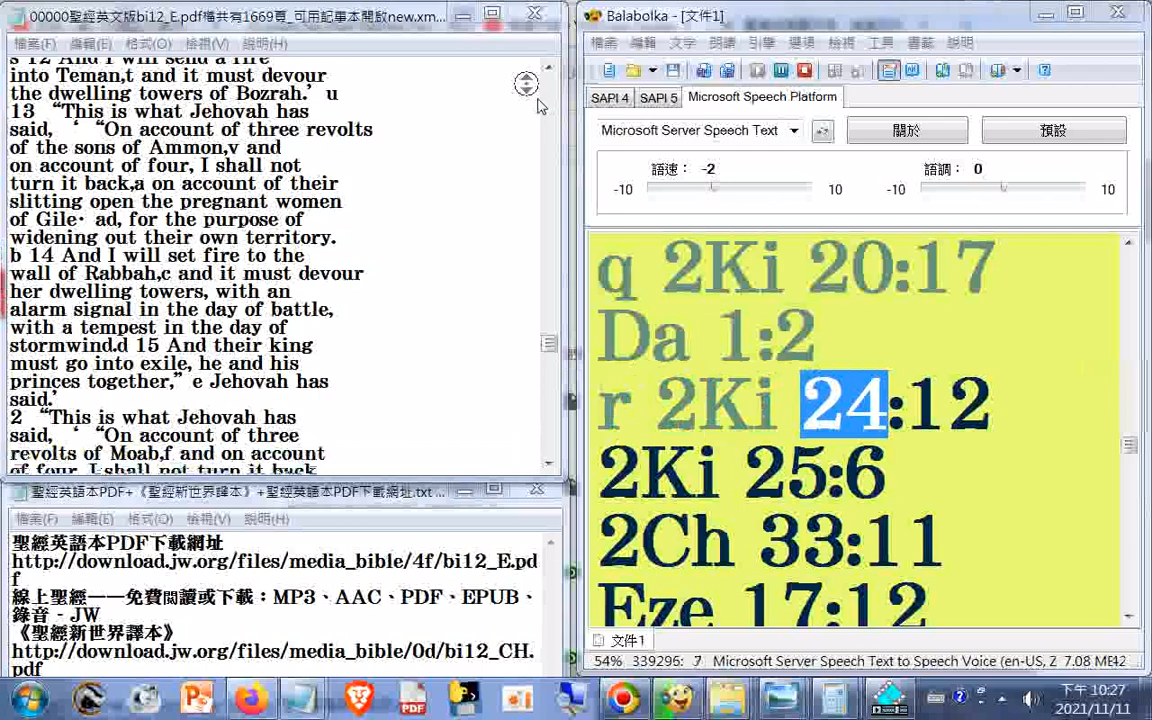 00000聖經英文版bi12_E.pdf檔共有1669頁_可用記事本開啟new.xm...
檔案(F) 編輯(E) 格式(O) 檢視(V) 說明(H)
s 12 And I will send a fire
into Teman,t and it must devour
the dwelling towers of Bozrah.’ u
13 “This is what Jehovah has
said, ‘ “On account of three revolts
of the sons of Ammon,v and
on account of four, I shall not
turn it back,a on account of their
slitting open the pregnant women
of Gile· ad, for the purpose of
widening out their own territory.
b 14 And I will set fire to the
wall of Rabbah,c and it must devour
her dwelling towers, with an
alarm signal in the day of battle,
with a tempest in the day of
stormwind.d 15 And their king
must go into exile, he and his
princes together,” e Jehovah has
said.’
2 “This is what Jehovah has
said, ‘ “On account of three
revolts of Moab,f and on account
of four, I shall not turn it back
聖經英語本PDF+《聖經新世界譯本》+聖經英語本PDF下載網址.txt ...
檔案(F) 編輯(E) 格式(O) 檢視(V) 說明(H)
聖經英語本PDF下載網址
http://download.jw.org/files/media_bible/4f/bi12_E.pd
f
線上聖經——免費閱讀或下載：MP3、AAC、PDF、EPUB、
錄音 - JW
《聖經新世界譯本》
http://download.jw.org/files/media_bible/0d/bi12_CH.
pdf
Balabolka - [文件1]
檔案 編輯 文字 朗讀 引擎 選項 檢視 工具 書籤 說明
SAPI 4 SAPI 5 Microsoft Speech Platform
Microsoft Server Speech Text 關於 預設
語速： -2 語調： 0
-10 10 -10 10
q 2Ki 20:17
Da 1:2
r 2Ki 24:12
2Ki 25:6
2Ch 33:11
Eze 17:12
文件1
54% 339296: 7 Microsoft Server Speech Text to Speech Voice (en-US, Z 7.08 ME42
PDF
下午 10:27
2021/11/11